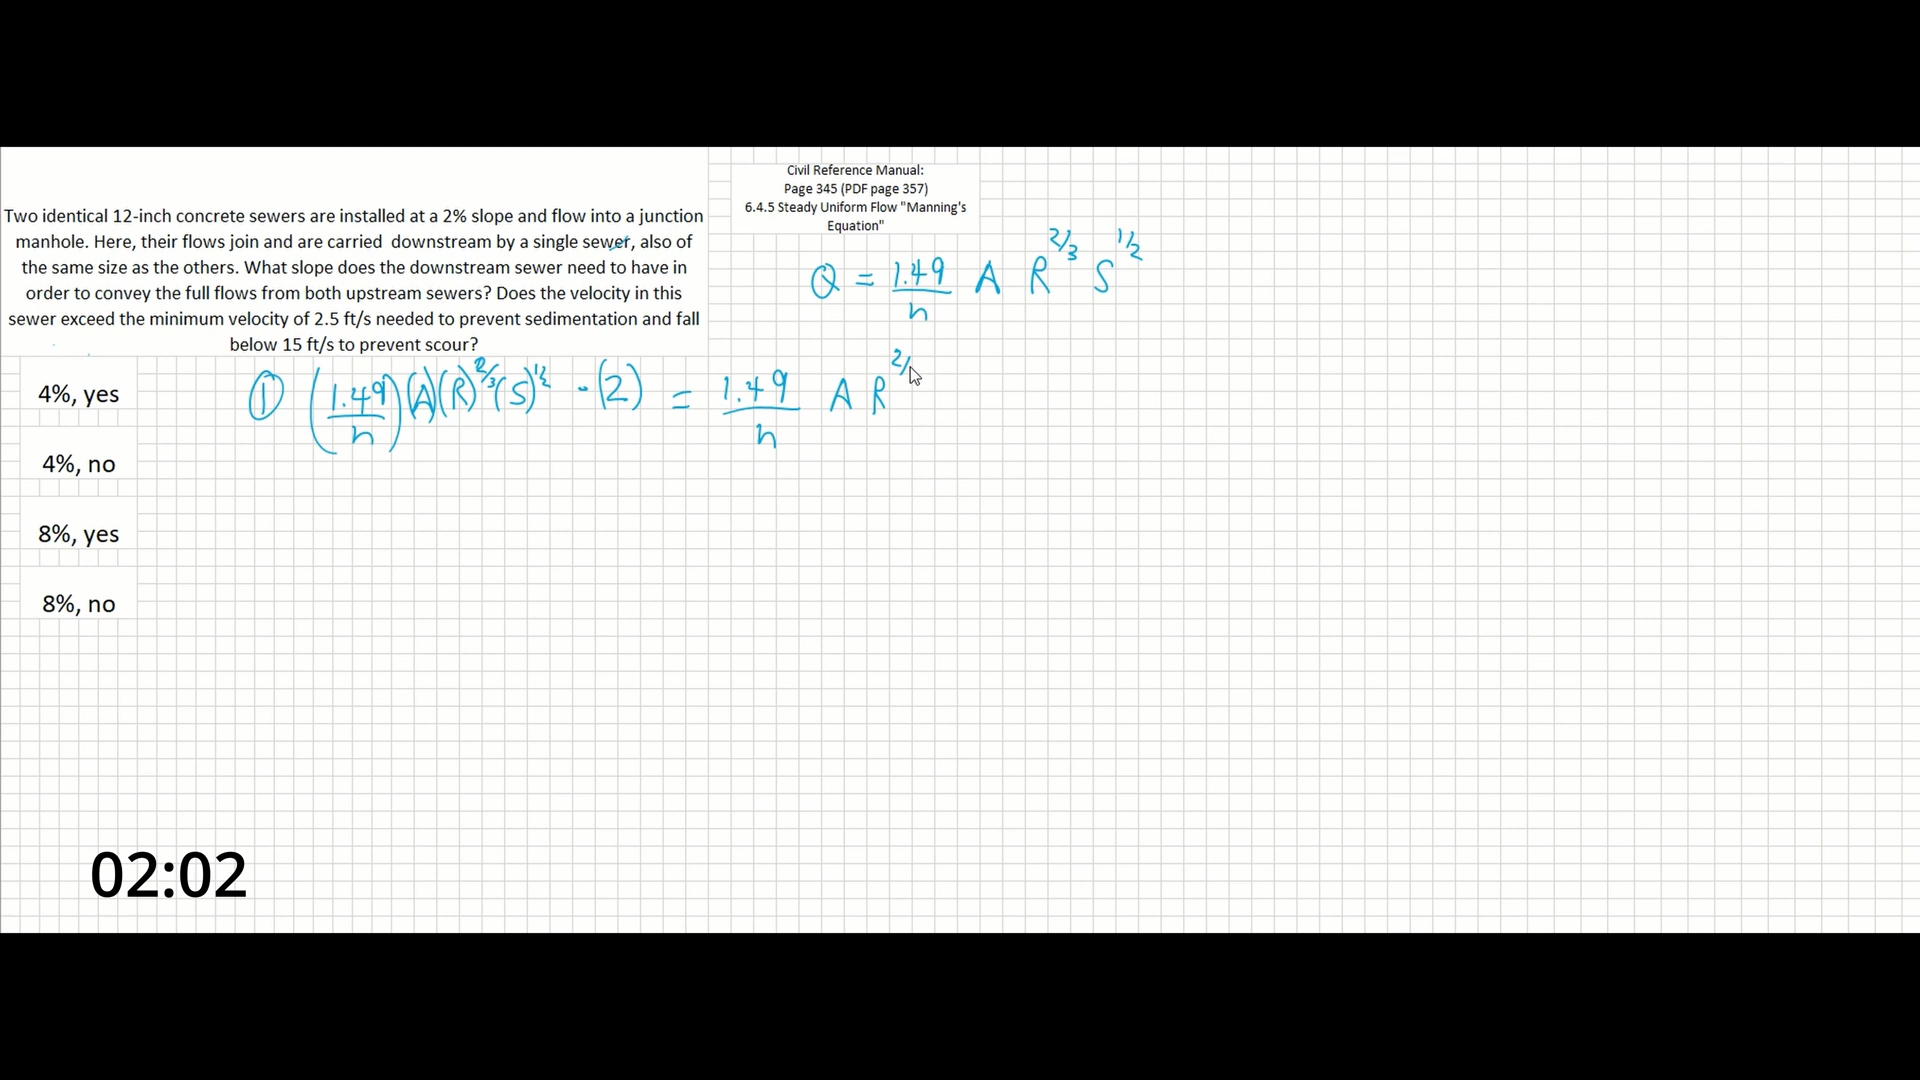 Two identical 12-inch concrete sewers are installed at a 2% slope and flow into a junction
manhole. Here, their flows join and are carried downstream by a single sewer, also of
the same size as the others. What slope does the downstream sewer need to have in
order to convey the full flows from both upstream sewers? Does the velocity in this
sewer exceed the minimum velocity of 2.5 ft/s needed to prevent sedimentation and fall
below 15 ft/s to prevent scour?
Civil Reference Manual:
Page 345 (PDF page 357)
6.4.5 Steady Uniform Flow "Manning's
Equation"
Q = 1.49/n A R^2/3 S^1/2
① (1.49/n)(A)(R)^2/3(S)^1/2 · (2) = 1.49/n A R^2/
4%, yes
4%, no
8%, yes
8%, no
02:02